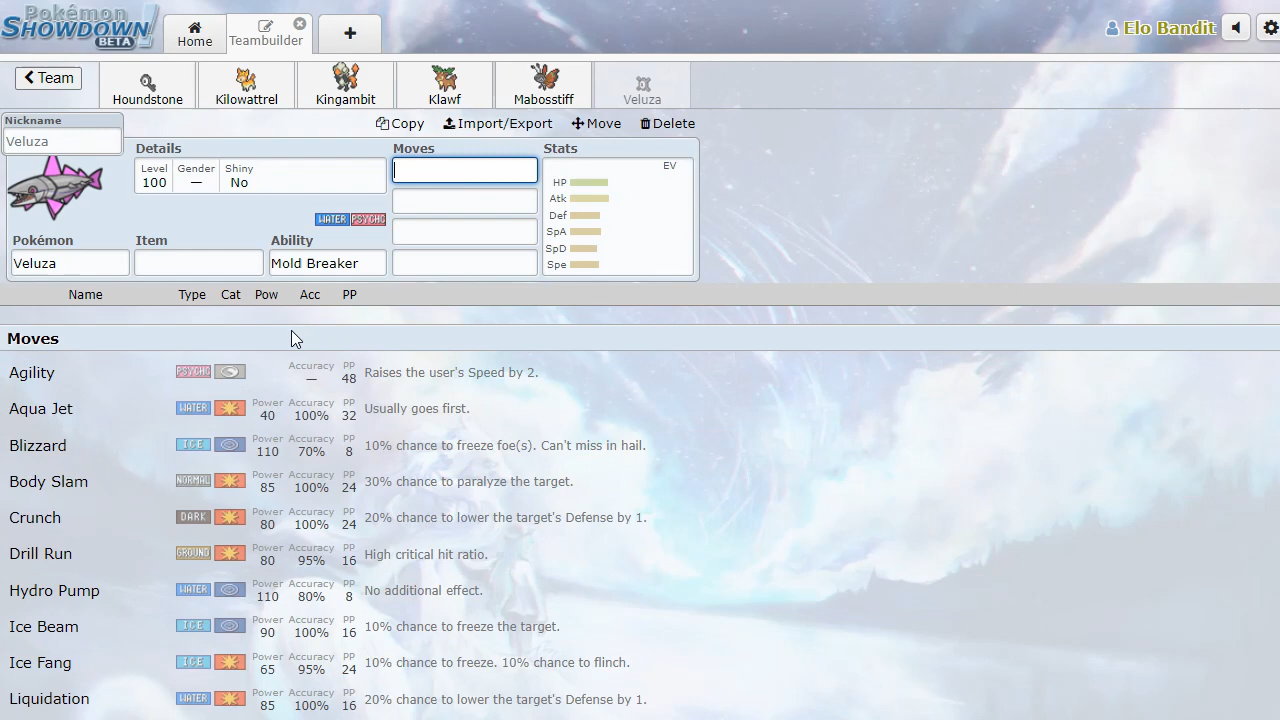 Pokémon
SHOWDOWN!
BETA
Home
Teambuilder
+
Elo Bandit
Team
Houndstone
Kilowattrel
Kingambit
Klawf
Mabosstiff
Veluza
Nickname
Veluza
Copy
Import/Export
Move
Delete
Details
Moves
Stats
Level
100
Gender
—
Shiny
No
EV
HP
Atk
Def
SpA
SpD
Spe
WATER PSYCHC
Pokémon
Item
Ability
Veluza
Mold Breaker
Name Type Cat Pow Acc PP
Moves
Agility PSYCHC Accuracy — PP 48 Raises the user's Speed by 2.
Aqua Jet WATER Power 40 Accuracy 100% PP 32 Usually goes first.
Blizzard ICE Power 110 Accuracy 70% PP 8 10% chance to freeze foe(s). Can't miss in hail.
Body Slam NORMAL Power 85 Accuracy 100% PP 24 30% chance to paralyze the target.
Crunch DARK Power 80 Accuracy 100% PP 24 20% chance to lower the target's Defense by 1.
Drill Run GROUND Power 80 Accuracy 95% PP 16 High critical hit ratio.
Hydro Pump WATER Power 110 Accuracy 80% PP 8 No additional effect.
Ice Beam ICE Power 90 Accuracy 100% PP 16 10% chance to freeze the target.
Ice Fang ICE Power 65 Accuracy 95% PP 24 10% chance to freeze. 10% chance to flinch.
Liquidation WATER Power 85 Accuracy 100% PP 16 20% chance to lower the target's Defense by 1.